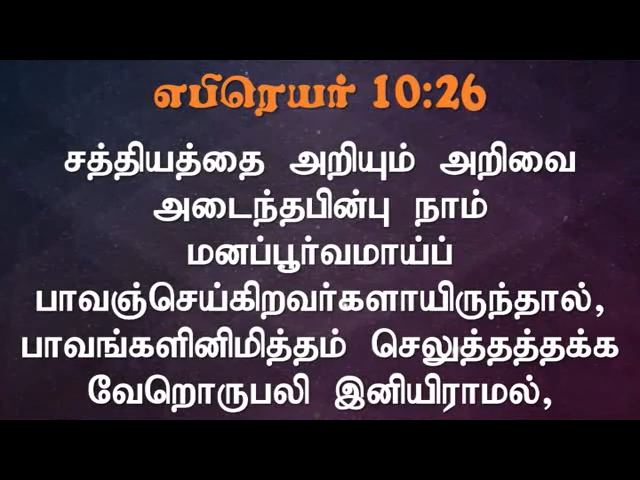 எபிரெயர் 10:26
சத்தியத்தை அறியும் அறிவை
அடைந்தபின்பு நாம்
மனப்பூர்வமாய்ப்
பாவஞ்செய்கிறவர்களாயிருந்தால்,
பாவங்களினிமித்தம் செலுத்தத்தக்க
வேறொருபலி இனியிராமல்,